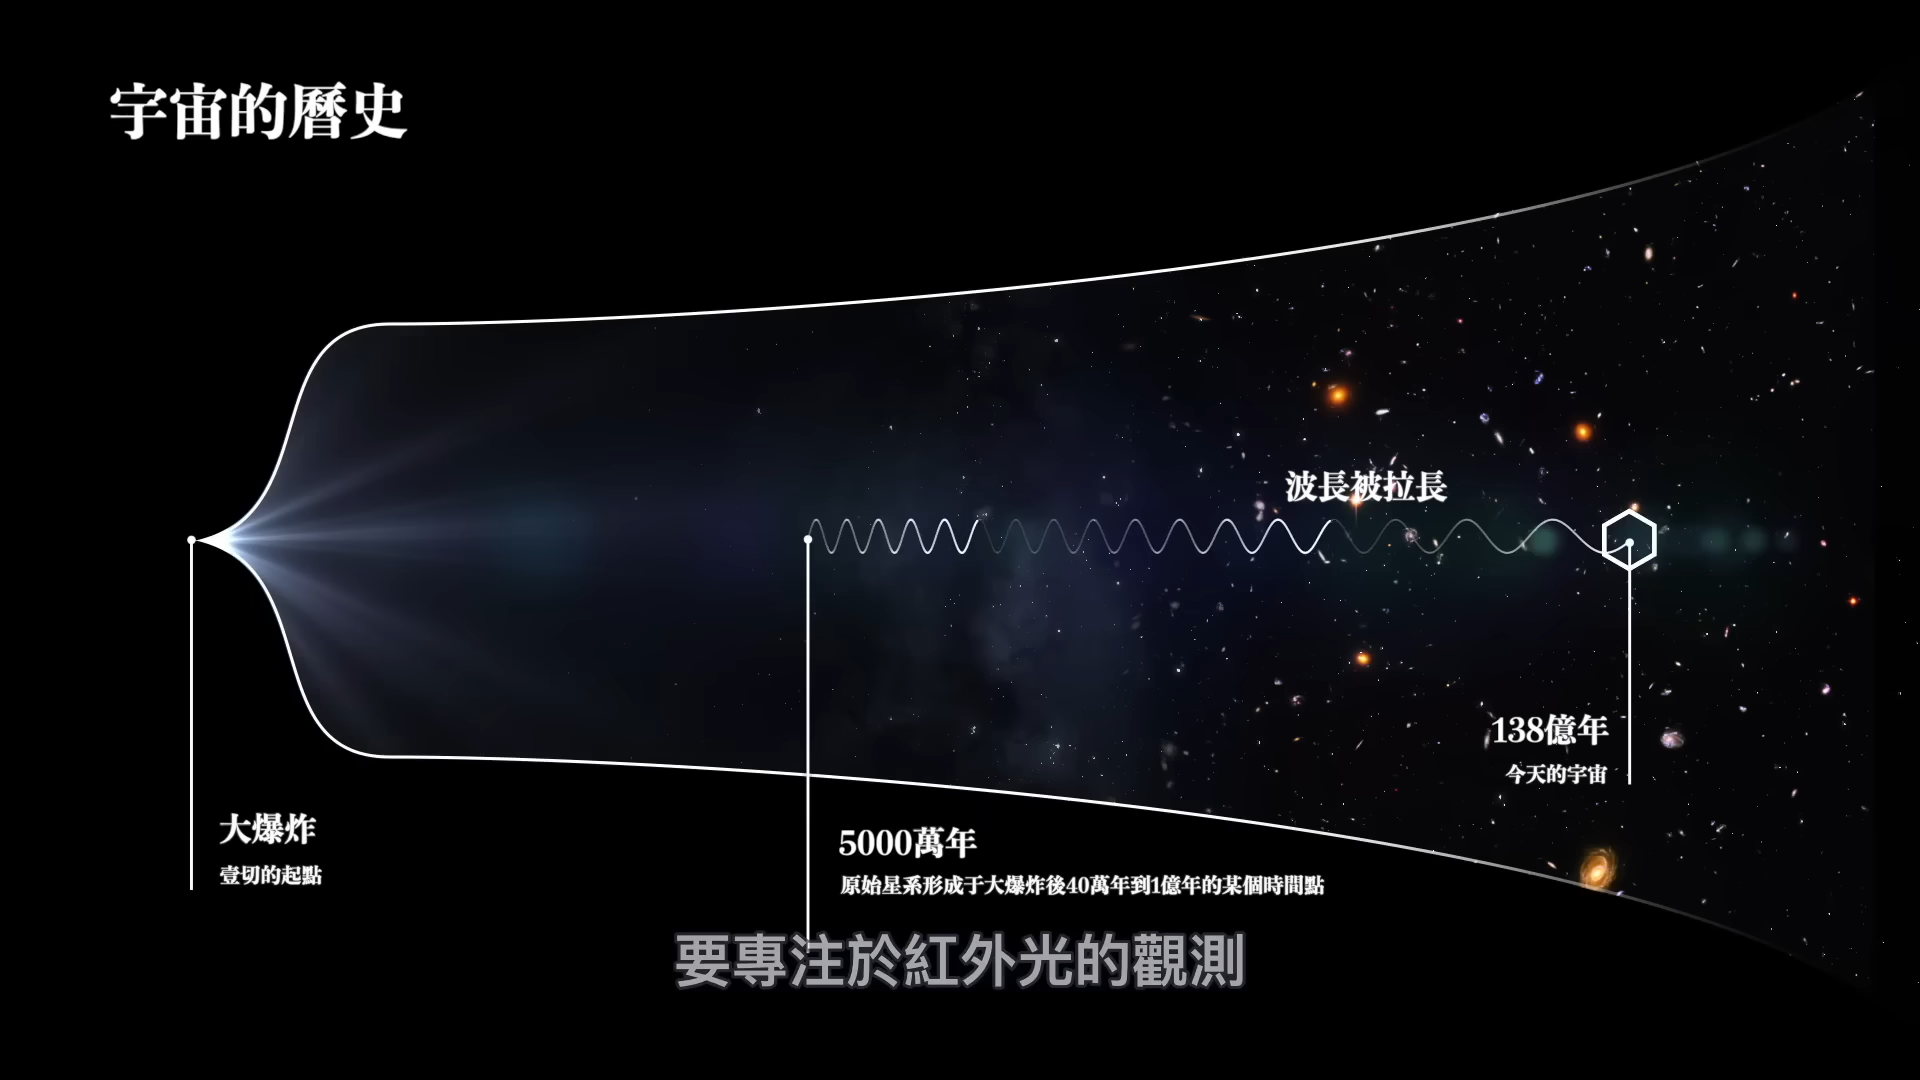 宇宙的曆史
波長被拉長
138億年
今天的宇宙
大爆炸
壹切的起點
5000萬年
原始星系形成于大爆炸後40萬年到1億年的某個時間點
要專注於紅外光的觀測